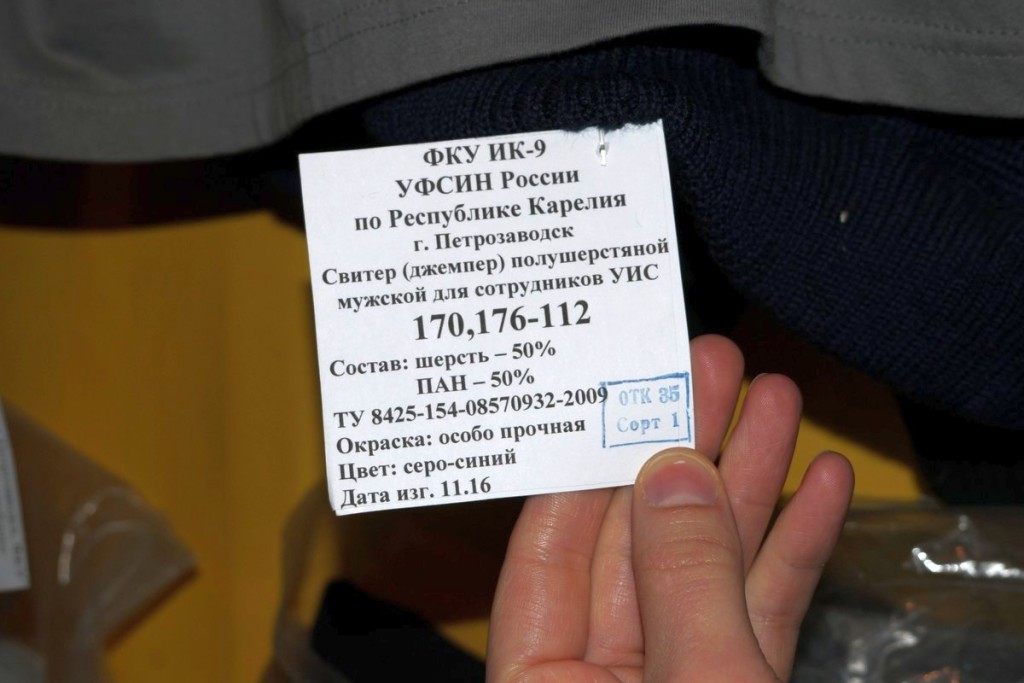 ФКУ ИК-9
УФСИН России
по Республике Карелия
г. Петрозаводск
Свитер (джемпер) полушерстяной
мужской для сотрудников УИС
170,176-112
Состав: шерсть – 50%
ПАН – 50%
ТУ 8425-154-08570932-2009
Окраска: особо прочная
Цвет: серо-синий
Дата изг. 11.16
ОТК 35
Сорт 1